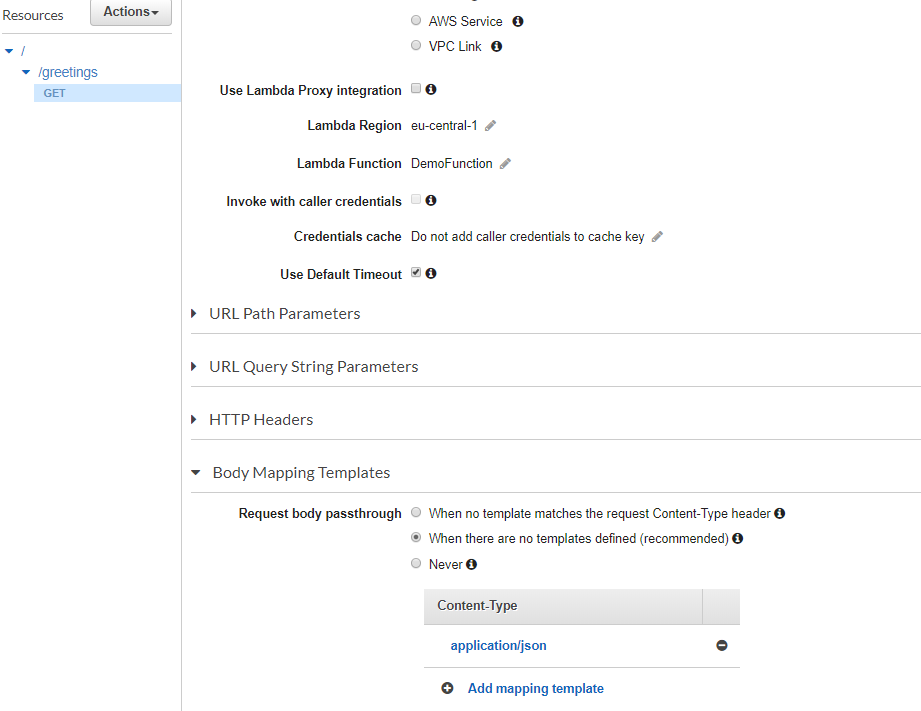 Resources
Actions
/
/greetings
GET
AWS Service
VPC Link
Use Lambda Proxy integration
Lambda Region eu-central-1
Lambda Function DemoFunction
Invoke with caller credentials
Credentials cache Do not add caller credentials to cache key
Use Default Timeout
URL Path Parameters
URL Query String Parameters
HTTP Headers
Body Mapping Templates
Request body passthrough When no template matches the request Content-Type header
When there are no templates defined (recommended)
Never
Content-Type
application/json
Add mapping template